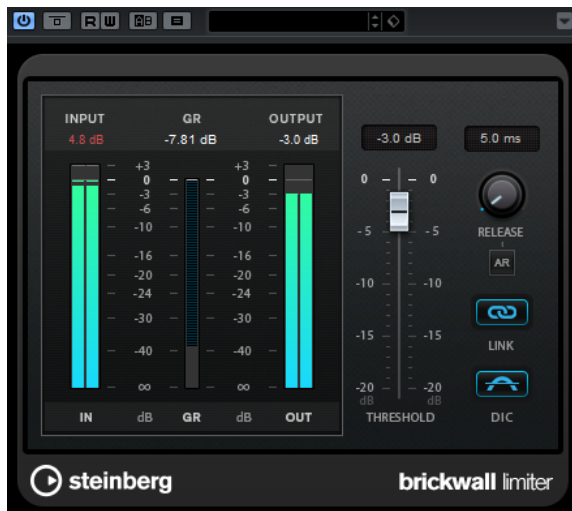 R W AB
INPUT GR OUTPUT
4.8 dB -7.81 dB -3.0 dB -3.0 dB 5.0 ms
+3 +3
0 0 0 0
-3 -3
-6 -6
-10 -10
-5 -5 RELEASE
-16 -16 AR
-20 -20
-24 -24 -10 -10
-30 -30
-15 -15 LINK
-40 -40
∞ ∞ -20 -20
dB dB
IN dB GR dB OUT THRESHOLD DIC
steinberg brickwall limiter